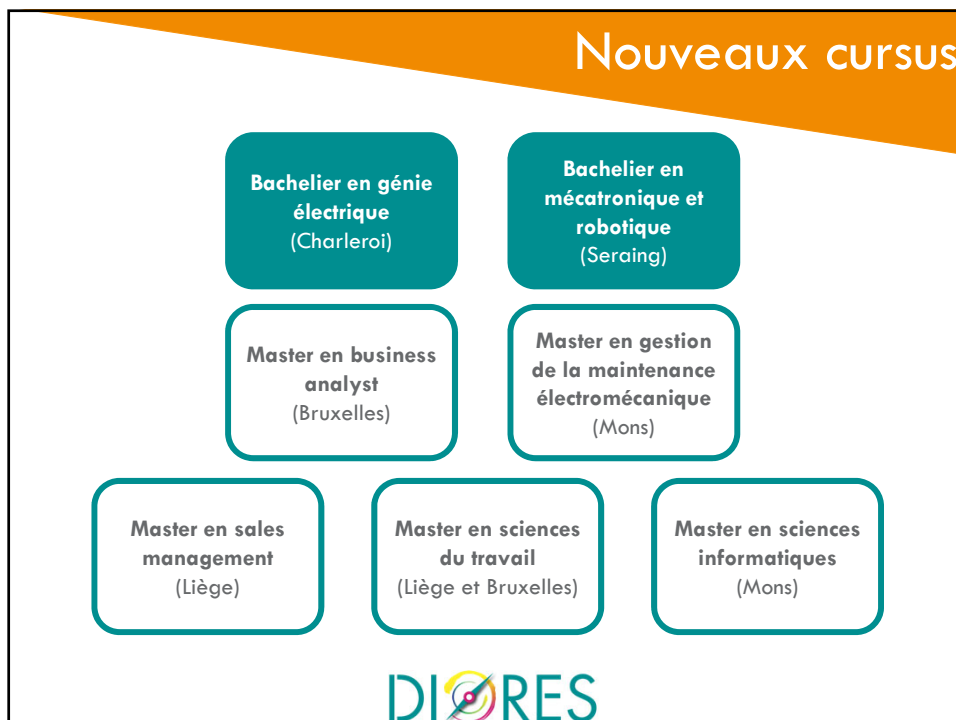 Nouveaux cursus
Bachelier en génie
électrique
(Charleroi)
Bachelier en
mécatronique et
robotique
(Seraing)
Master en business
analyst
(Bruxelles)
Master en gestion
de la maintenance
électromécanique
(Mons)
Master en sales
management
(Liège)
Master en sciences
du travail
(Liège et Bruxelles)
Master en sciences
informatiques
(Mons)
DIORES